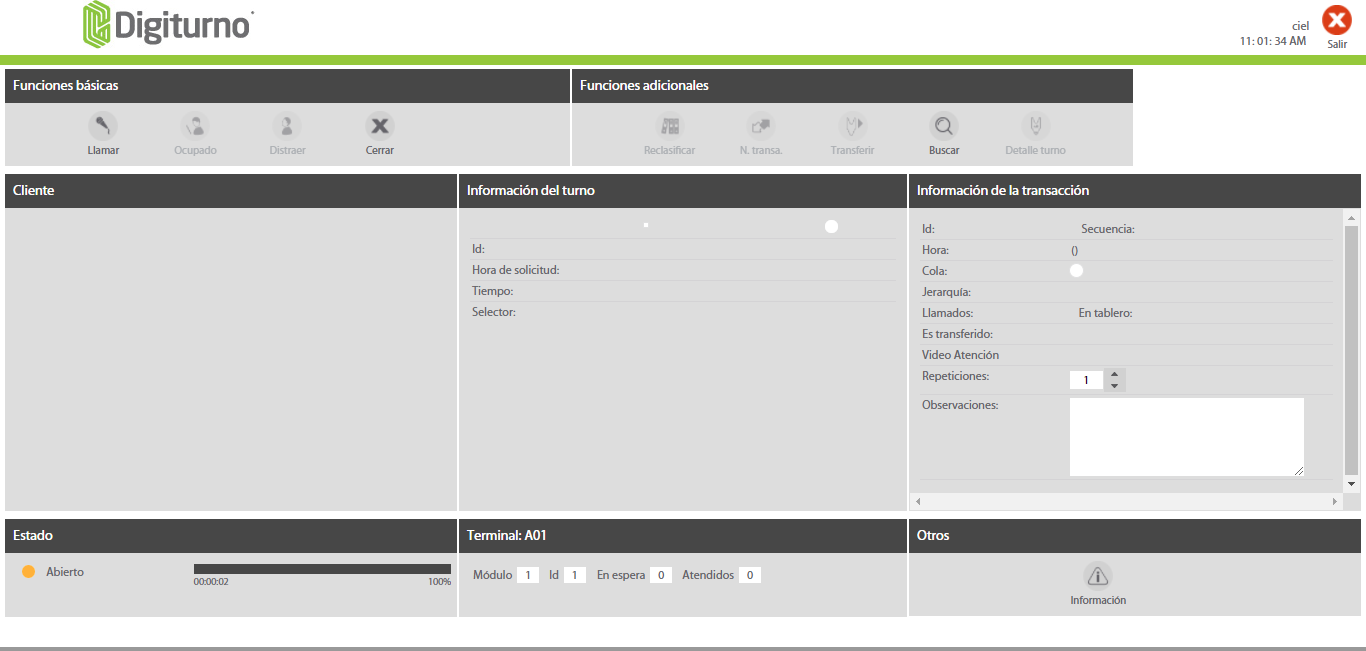 Digiturno
ciel
11: 01: 34 AM
Salir
Funciones básicas
Funciones adicionales
Llamar
Ocupado
Distraer
Cerrar
Reclasificar
N. transa.
Transferir
Buscar
Detalle turno
Cliente
Información del turno
Información de la transacción
Id:
Hora de solicitud:
Tiempo:
Selector:
Id: Secuencia:
Hora: ()
Cola:
Jerarquía:
Llamados: En tablero:
Es transferido:
Video Atención
Repeticiones: 1
Observaciones:
Estado
Terminal: A01
Otros
Abierto
00:00:02 100%
Módulo 1 Id 1 En espera 0 Atendidos 0
Información